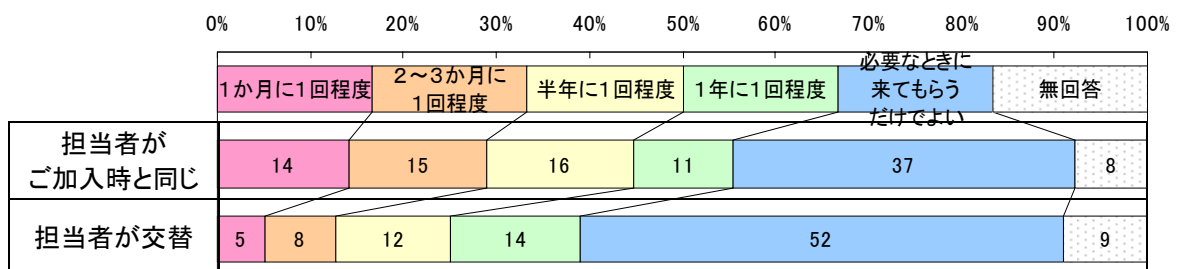 0% 10% 20% 30% 40% 50% 60% 70% 80% 90% 100%
1か月に1回程度
2～3か月に
1回程度
半年に1回程度
1年に1回程度
必要なときに
来てもらう
だけでよい
無回答
担当者が
ご加入時と同じ
14 15 16 11 37 8
担当者が交替
5 8 12 14 52 9